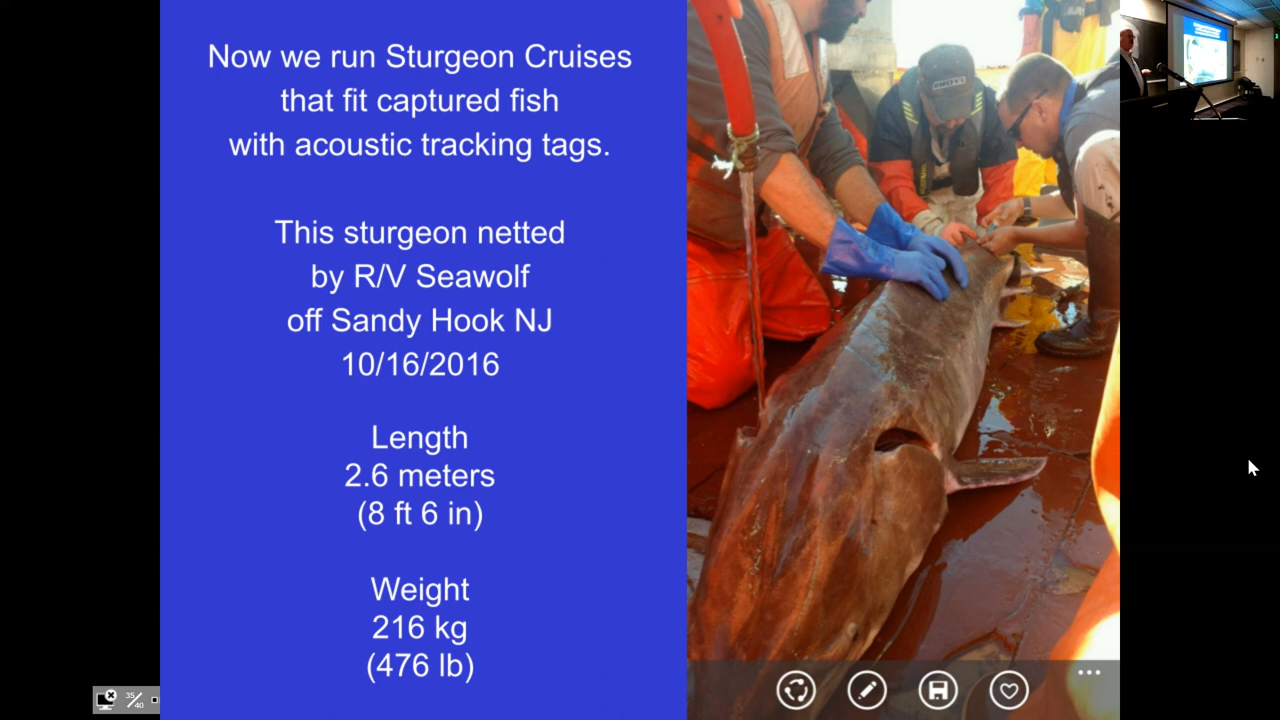 Now we run Sturgeon Cruises
that fit captured fish
with acoustic tracking tags.
This sturgeon netted
by R/V Seawolf
off Sandy Hook NJ
10/16/2016
Length
2.6 meters
(8 ft 6 in)
Weight
216 kg
(476 lb)
35/40